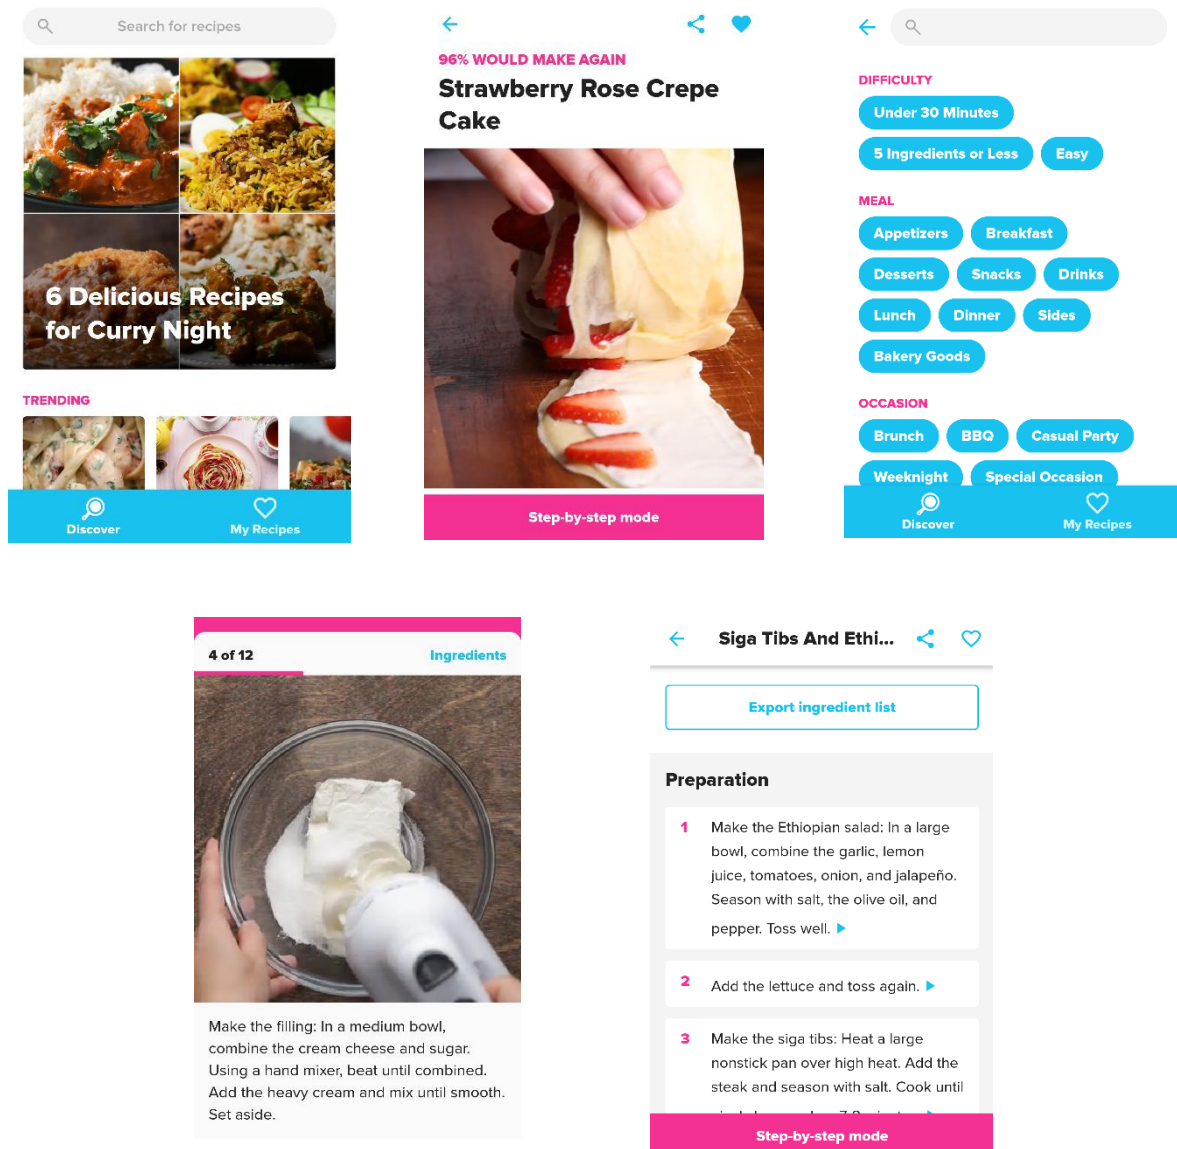 Search for recipes
6 Delicious Recipes
for Curry Night
TRENDING
Discover
My Recipes
96% WOULD MAKE AGAIN
Strawberry Rose Crepe
Cake
Step-by-step mode
DIFFICULTY
Under 30 Minutes
5 Ingredients or Less
Easy
MEAL
Appetizers
Breakfast
Desserts
Snacks
Drinks
Lunch
Dinner
Sides
Bakery Goods
OCCASION
Brunch
BBQ
Casual Party
Weeknight
Special Occasion
Discover
My Recipes
4 of 12
Ingredients
Make the filling: In a medium bowl,
combine the cream cheese and sugar.
Using a hand mixer, beat until combined.
Add the heavy cream and mix until smooth.
Set aside.
Siga Tibs And Ethi...
Export ingredient list
Preparation
1 Make the Ethiopian salad: In a large
bowl, combine the garlic, lemon
juice, tomatoes, onion, and jalapeño.
Season with salt, the olive oil, and
pepper. Toss well.
2 Add the lettuce and toss again.
3 Make the siga tibs: Heat a large
nonstick pan over high heat. Add the
steak and season with salt. Cook until
Step-by-step mode